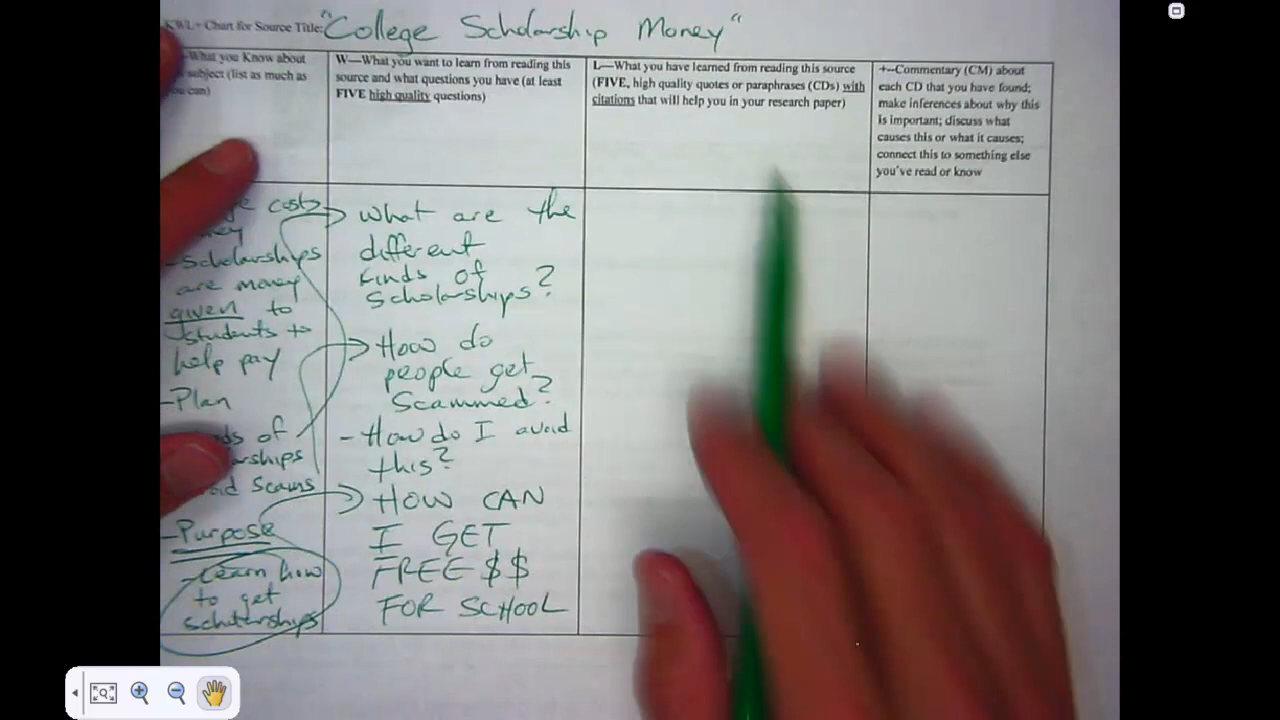 KWL+ Chart for Source Title: "College Scholarship Money"
What you Know about
subject (list as much as
can)
W—What you want to learn from reading this
source and what questions you have (at least
FIVE high quality questions)
L—What you have learned from reading this source
(FIVE, high quality quotes or paraphrases (CDs) with
citations that will help you in your research paper)
+--Commentary (CM) about
each CD that you have found;
make inferences about why this
is important; discuss what
causes this or what it causes;
connect this to something else
you've read or know
costs
-Scholarships
are money
given to
students to
help pay
-Plan
of
Scams
-Purpose
-Learn how
to get
scholarships
What are the
different
kinds of
scholarships?
How do
people get
scammed?
-How do I avoid
this?
HOW CAN
I GET
FREE $$
FOR SCHOOL